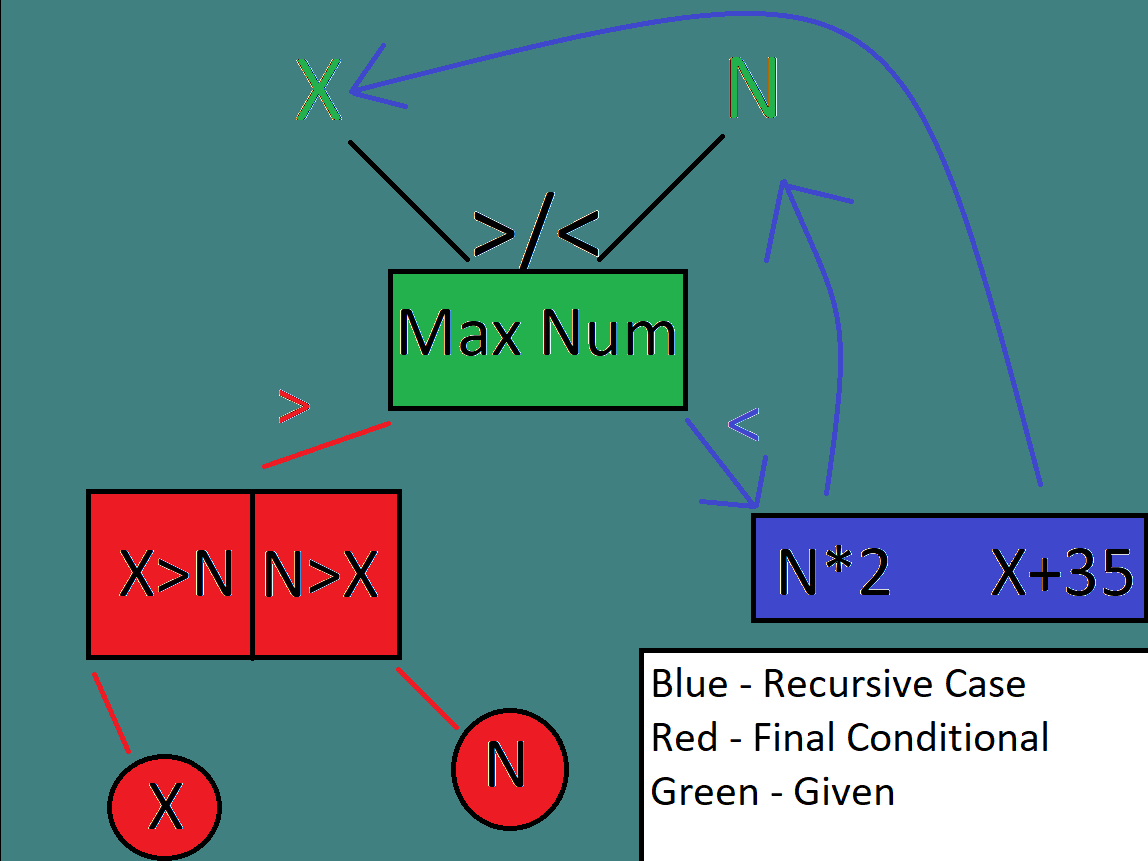 X N
>/<
Max Num
>
<
X>N N>X
N*2 X+35
X
N
Blue - Recursive Case
Red - Final Conditional
Green - Given